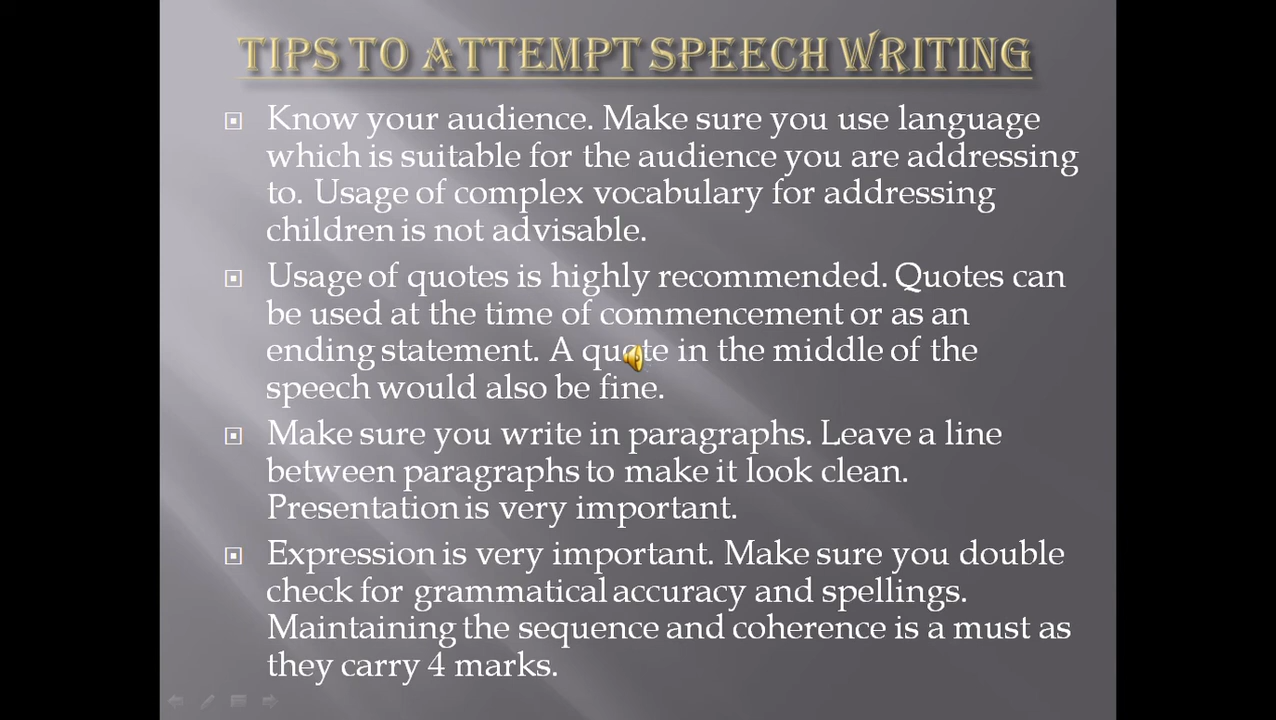 TIPS TO ATTEMPT SPEECH WRITING
Know your audience. Make sure you use language
which is suitable for the audience you are addressing
to. Usage of complex vocabulary for addressing
children is not advisable.
Usage of quotes is highly recommended. Quotes can
be used at the time of commencement or as an
ending statement. A quote in the middle of the
speech would also be fine.
Make sure you write in paragraphs. Leave a line
between paragraphs to make it look clean.
Presentation is very important.
Expression is very important. Make sure you double
check for grammatical accuracy and spellings.
Maintaining the sequence and coherence is a must as
they carry 4 marks.